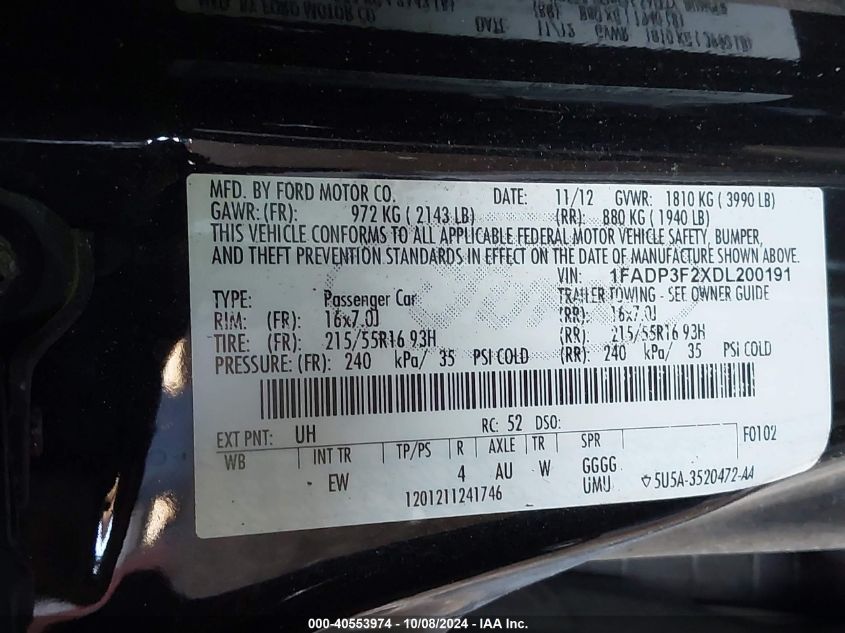 MFD. BY FORD MOTOR CO. DATE: 11/12 GVWR: 1810 KG ( 3990 LB)
GAWR: (FR): 972 KG ( 2143 LB) (RR): 880 KG ( 1940 LB)
THIS VEHICLE CONFORMS TO ALL APPLICABLE FEDERAL MOTOR VEHICLE SAFETY, BUMPER,
AND THEFT PREVENTION STANDARDS IN EFFECT ON THE DATE OF MANUFACTURE SHOWN ABOVE.
VIN: 1FADP3F2XDL200191
TYPE: Passenger Car TRAILER TOWING - SEE OWNER GUIDE
RIM: (FR): 16x7.0J (RR): 16x7.0J
TIRE: (FR): 215/55R16 93H (RR): 215/55R16 93H
PRESSURE: (FR): 240 kPa/ 35 PSI COLD (RR): 240 kPa/ 35 PSI COLD
EXT PNT: UH RC: 52 DSO: F0102
WB INT TR TP/PS R AXLE TR SPR
EW 4 AU W GGGG
UMU 5U5A-3520472-AA
1201211241746
000-40553974 - 10/08/2024 - IAA Inc.